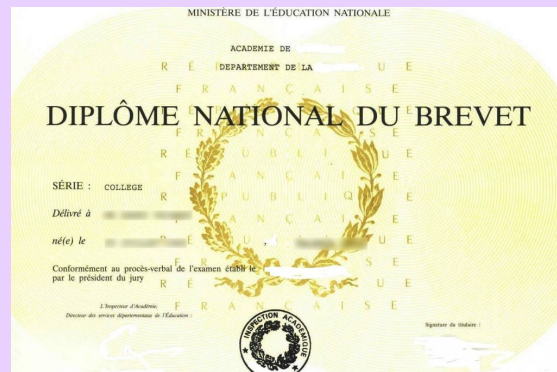 MINISTÈRE DE L'ÉDUCATION NATIONALE
ACADEMIE DE
DEPARTEMENT DE LA
DIPLÔME NATIONAL DU BREVET
SÉRIE : COLLEGE
Délivré à
né(e) le
Conformément au procès-verbal de l'examen établi le
par le président du jury
L'Inspecteur d'Académie,
Directeur des services départementaux de l'Éducation :
Signature du titulaire :
INSPECTION ACADÉMIQUE